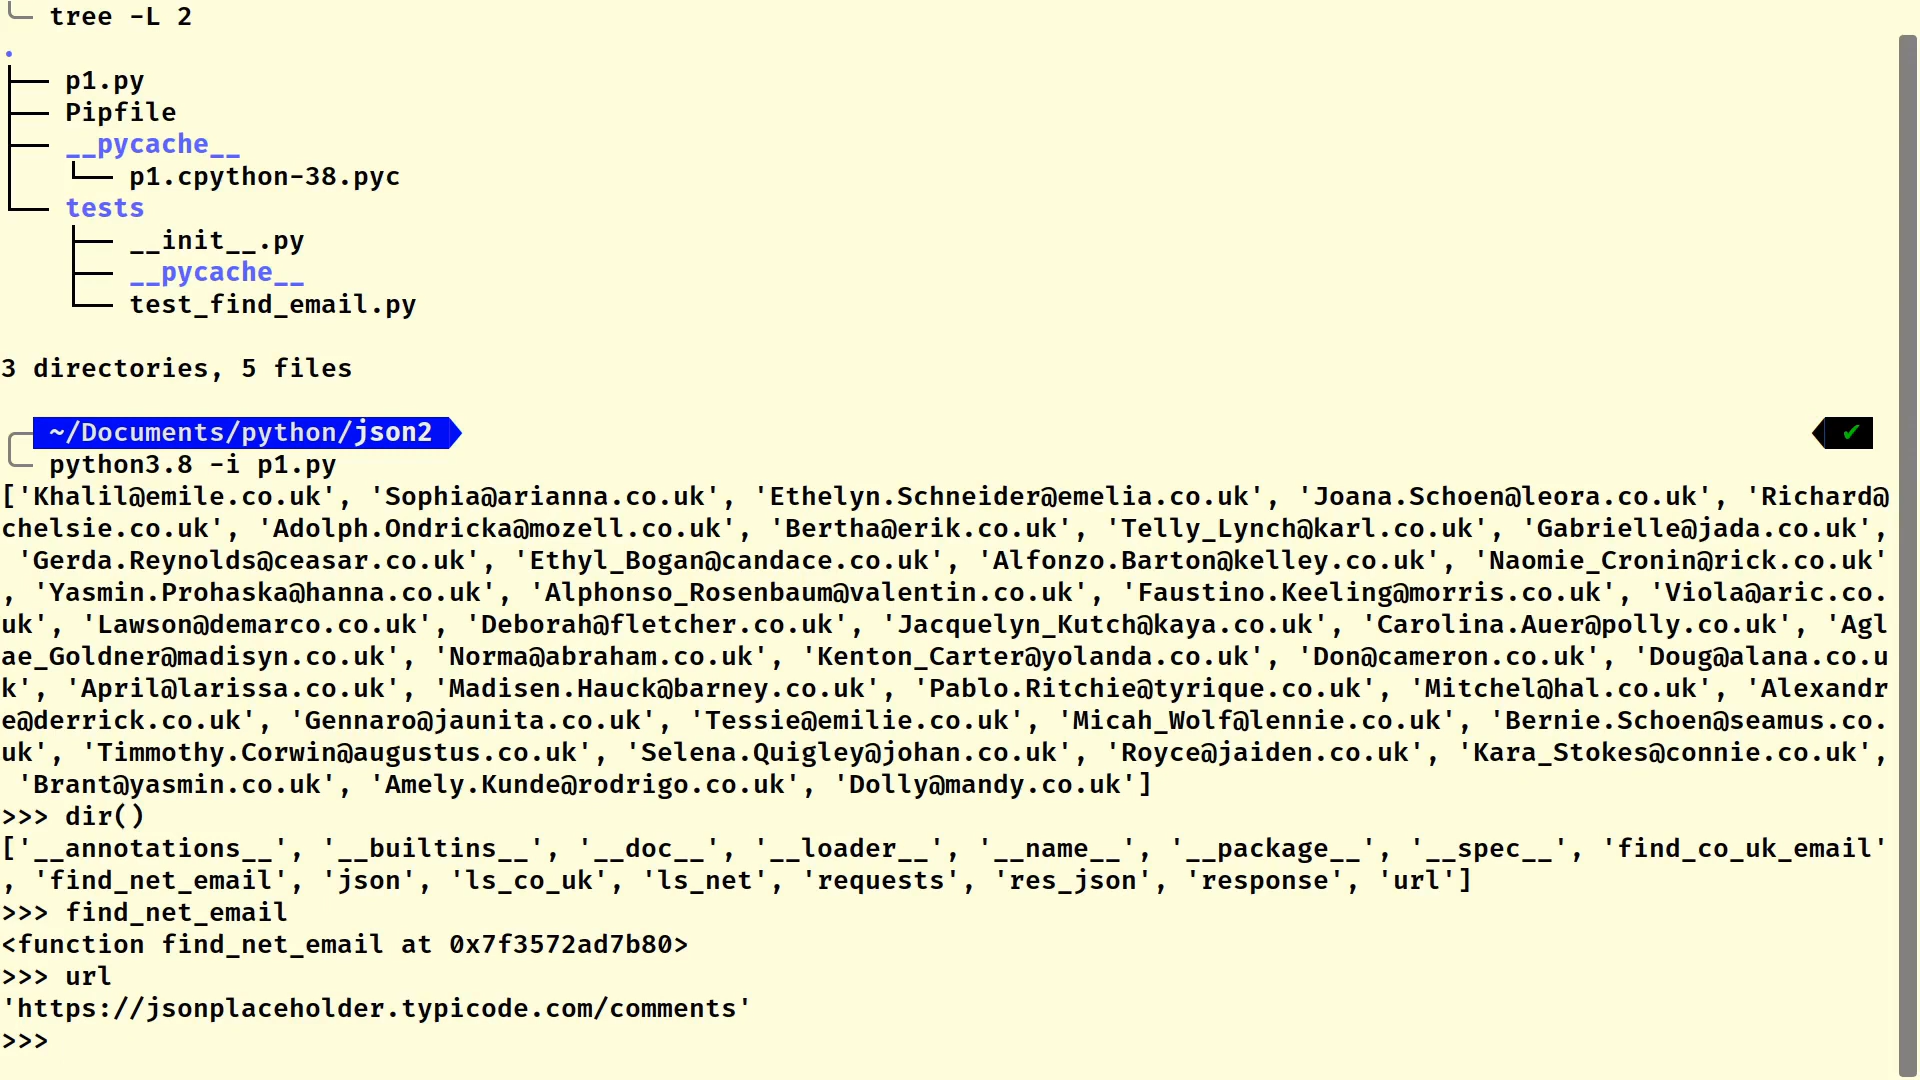 tree -L 2
.
├── p1.py
├── Pipfile
├── __pycache__
│   └── p1.cpython-38.pyc
└── tests
    ├── __init__.py
    ├── __pycache__
    └── test_find_email.py
3 directories, 5 files
~/Documents/python/json2 ✔
python3.8 -i p1.py
['Khalil@emile.co.uk', 'Sophia@arianna.co.uk', 'Ethelyn.Schneider@emelia.co.uk', 'Joana.Schoen@leora.co.uk', 'Richard@
chelsie.co.uk', 'Adolph.Ondricka@mozell.co.uk', 'Bertha@erik.co.uk', 'Telly_Lynch@karl.co.uk', 'Gabrielle@jada.co.uk',
 'Gerda.Reynolds@ceasar.co.uk', 'Ethyl_Bogan@candace.co.uk', 'Alfonzo.Barton@kelley.co.uk', 'Naomie_Cronin@rick.co.uk'
, 'Yasmin.Prohaska@hanna.co.uk', 'Alphonso_Rosenbaum@valentin.co.uk', 'Faustino.Keeling@morris.co.uk', 'Viola@aric.co.
uk', 'Lawson@demarco.co.uk', 'Deborah@fletcher.co.uk', 'Jacquelyn_Kutch@kaya.co.uk', 'Carolina.Auer@polly.co.uk', 'Agl
ae_Goldner@madisyn.co.uk', 'Norma@abraham.co.uk', 'Kenton_Carter@yolanda.co.uk', 'Don@cameron.co.uk', 'Doug@alana.co.u
k', 'April@larissa.co.uk', 'Madisen.Hauck@barney.co.uk', 'Pablo.Ritchie@tyrique.co.uk', 'Mitchel@hal.co.uk', 'Alexandr
e@derrick.co.uk', 'Gennaro@jaunita.co.uk', 'Tessie@emilie.co.uk', 'Micah_Wolf@lennie.co.uk', 'Bernie.Schoen@seamus.co.
uk', 'Timmothy.Corwin@augustus.co.uk', 'Selena.Quigley@johan.co.uk', 'Royce@jaiden.co.uk', 'Kara_Stokes@connie.co.uk',
 'Brant@yasmin.co.uk', 'Amely.Kunde@rodrigo.co.uk', 'Dolly@mandy.co.uk']
>>> dir()
['__annotations__', '__builtins__', '__doc__', '__loader__', '__name__', '__package__', '__spec__', 'find_co_uk_email'
, 'find_net_email', 'json', 'ls_co_uk', 'ls_net', 'requests', 'res_json', 'response', 'url']
>>> find_net_email
<function find_net_email at 0x7f3572ad7b80>
>>> url
'https://jsonplaceholder.typicode.com/comments'
>>>